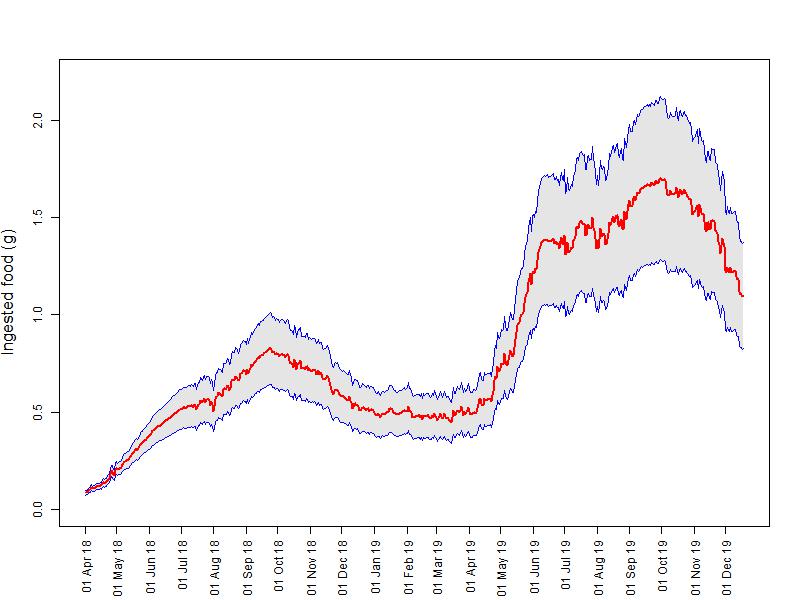 Ingested food (g)
2.0
1.5
1.0
0.5
0.0
01 Apr 18
01 May 18
01 Jun 18
01 Jul 18
01 Aug 18
01 Sep 18
01 Oct 18
01 Nov 18
01 Dec 18
01 Jan 19
01 Feb 19
01 Mar 19
01 Apr 19
01 May 19
01 Jun 19
01 Jul 19
01 Aug 19
01 Sep 19
01 Oct 19
01 Nov 19
01 Dec 19